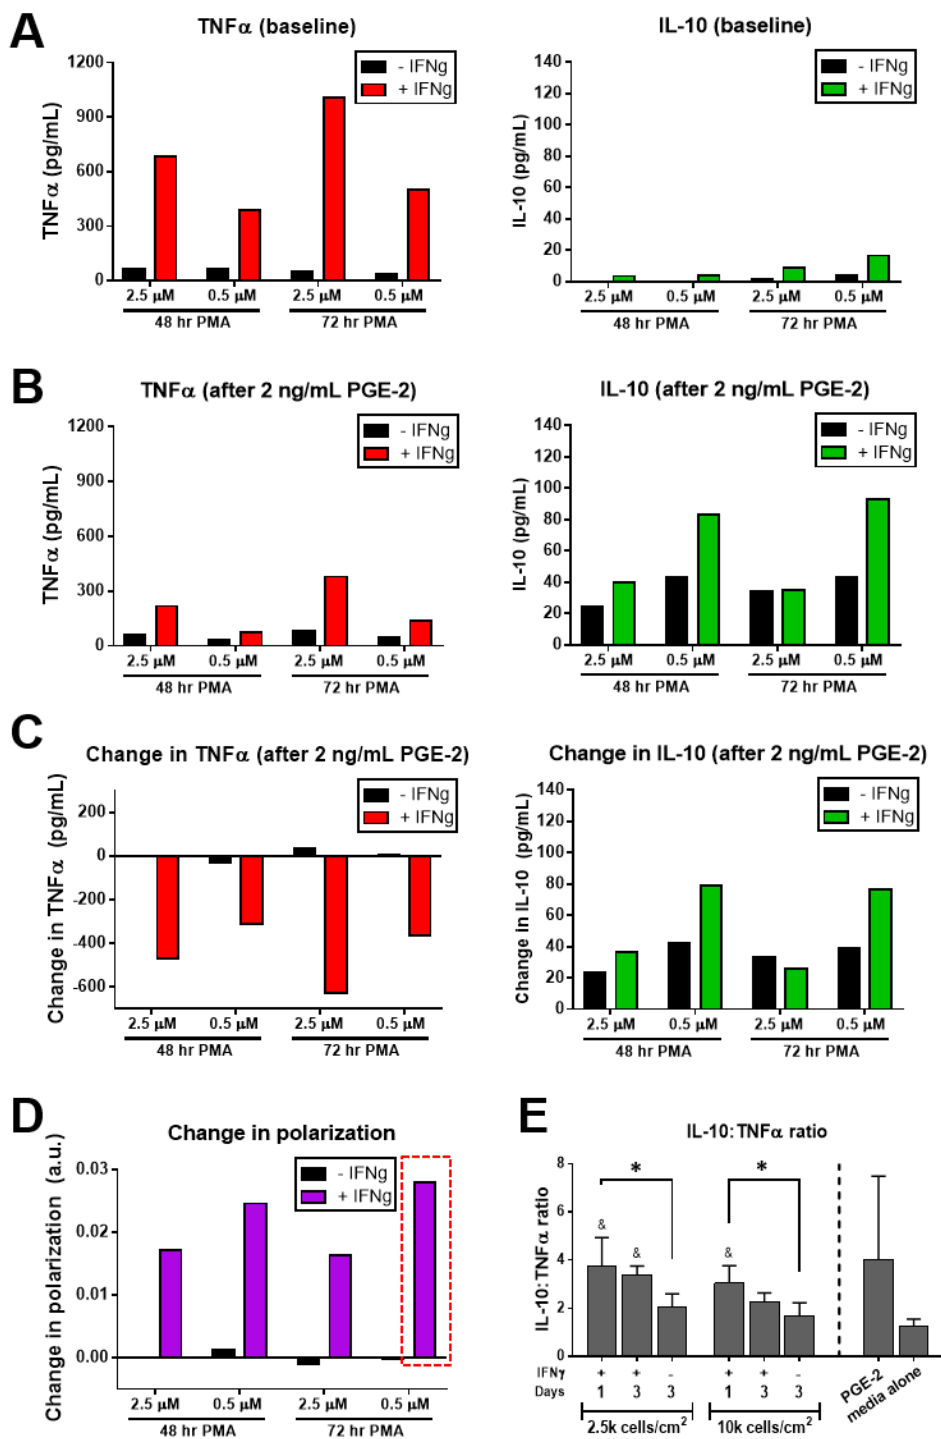 A
TNFα (baseline)
TNFα (pg/mL)
1200
900
600
300
0
- IFNg
+ IFNg
2.5 µM 0.5 µM 2.5 µM 0.5 µM
48 hr PMA 72 hr PMA
IL-10 (baseline)
IL-10 (pg/mL)
140
120
100
80
60
40
20
0
- IFNg
+ IFNg
2.5 µM 0.5 µM 2.5 µM 0.5 µM
48 hr PMA 72 hr PMA
B
TNFα (after 2 ng/mL PGE-2)
TNFα (pg/mL)
1200
900
600
300
0
- IFNg
+ IFNg
2.5 µM 0.5 µM 2.5 µM 0.5 µM
48 hr PMA 72 hr PMA
IL-10 (after 2 ng/mL PGE-2)
IL-10 (pg/mL)
140
120
100
80
60
40
20
0
- IFNg
+ IFNg
2.5 µM 0.5 µM 2.5 µM 0.5 µM
48 hr PMA 72 hr PMA
C
Change in TNFα (after 2 ng/mL PGE-2)
Change in TNFα (pg/mL)
200
0
-200
-400
-600
- IFNg
+ IFNg
2.5 µM 0.5 µM 2.5 µM 0.5 µM
48 hr PMA 72 hr PMA
Change in IL-10 (after 2 ng/mL PGE-2)
Change in IL-10 (pg/mL)
140
120
100
80
60
40
20
0
- IFNg
+ IFNg
2.5 µM 0.5 µM 2.5 µM 0.5 µM
48 hr PMA 72 hr PMA
D
Change in polarization
Change in polarization (a.u.)
0.03
0.02
0.01
0.00
- IFNg
+ IFNg
2.5 µM 0.5 µM 2.5 µM 0.5 µM
48 hr PMA 72 hr PMA
E
IL-10:TNFα ratio
IL-10:TNFα ratio
8
6
4
2
0
* *
& & &
IFNγ + + - + + -
Days 1 3 3 1 3 3
2.5k cells/cm² 10k cells/cm²
PGE-2
media alone